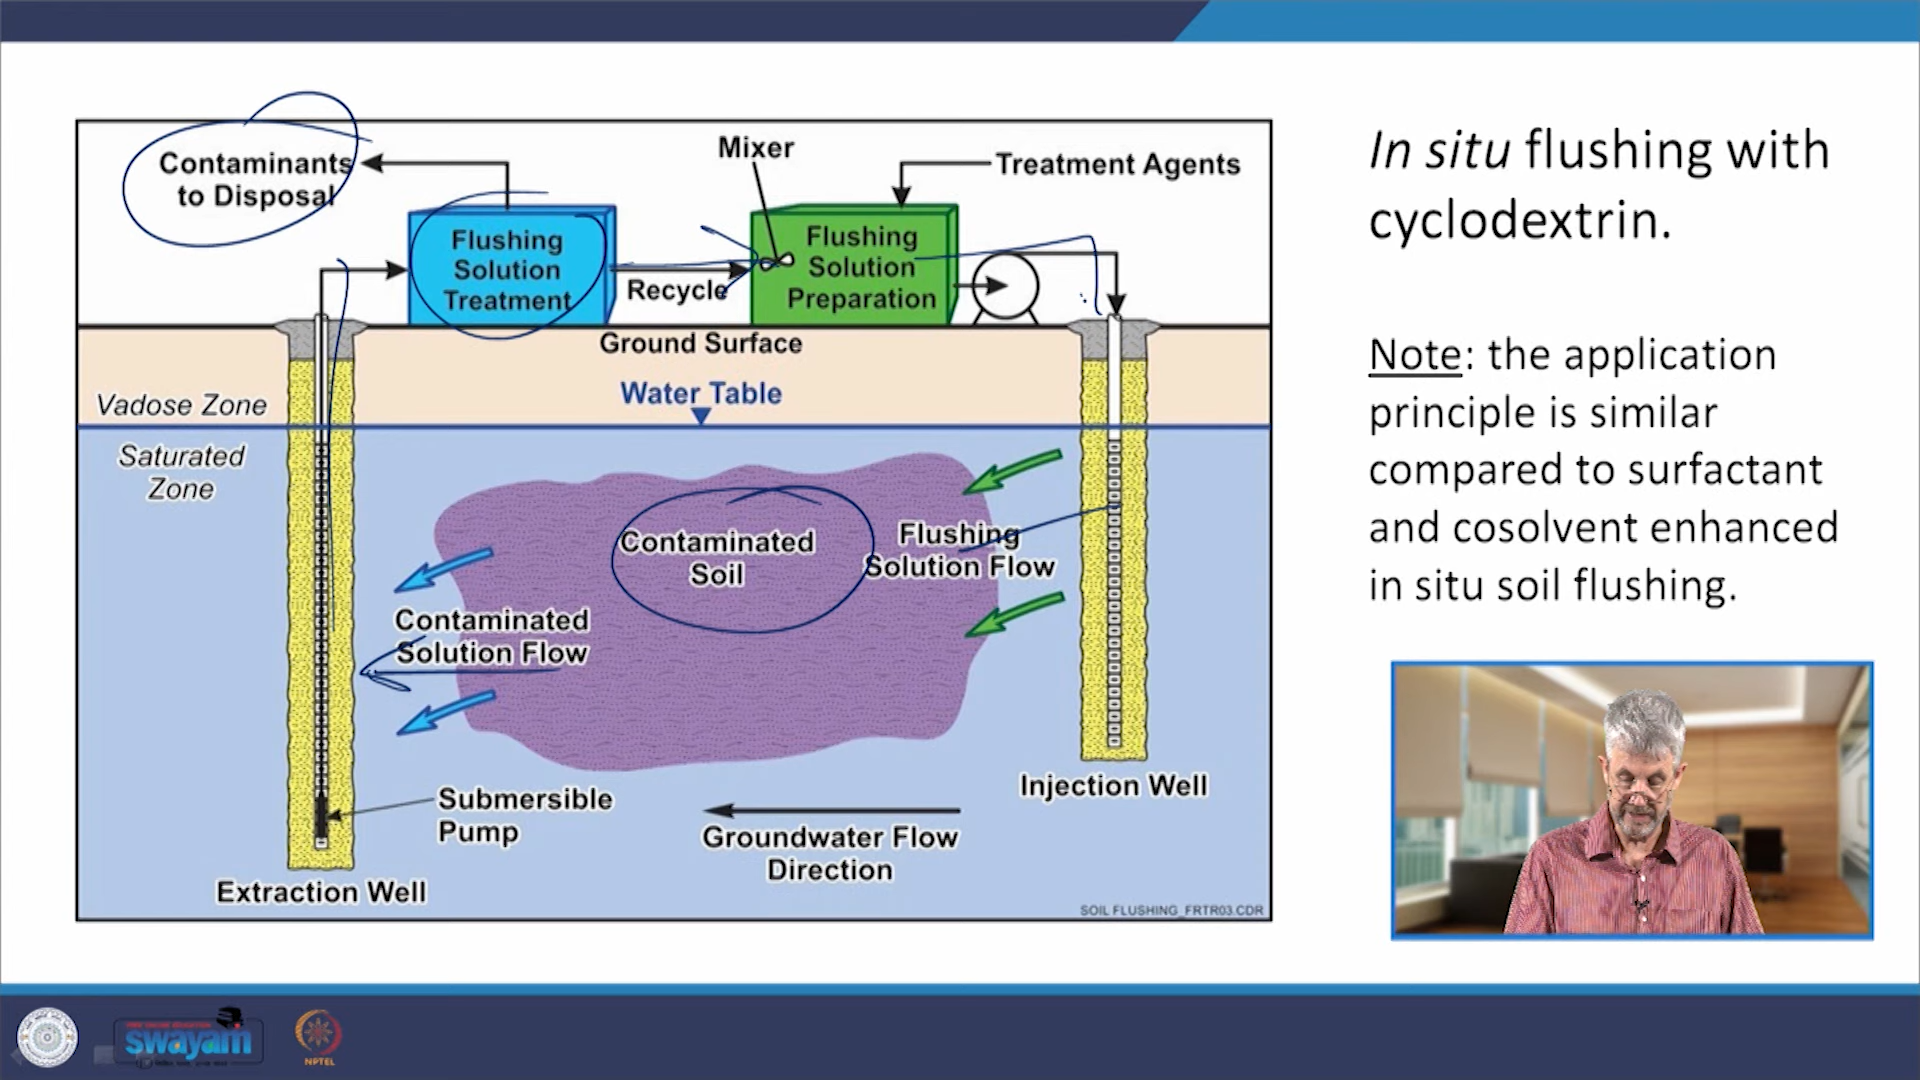 In situ flushing with
cyclodextrin.
Note: the application
principle is similar
compared to surfactant
and cosolvent enhanced
in situ soil flushing.
Contaminants
to Disposal
Mixer
Treatment Agents
Flushing
Solution
Treatment
Recycle
Flushing
Solution
Preparation
Ground Surface
Water Table
Vadose Zone
Saturated
Zone
Contaminated
Soil
Flushing
Solution Flow
Contaminated
Solution Flow
Submersible
Pump
Injection Well
Groundwater Flow
Direction
Extraction Well
SOIL FLUSHING_FRTR03.CDR
swayam
NPTEL